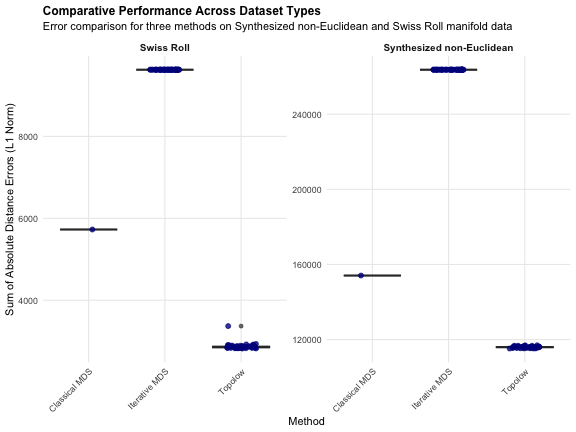 Comparative Performance Across Dataset Types
Error comparison for three methods on Synthesized non-Euclidean and Swiss Roll manifold data
Swiss Roll
Synthesized non-Euclidean
Sum of Absolute Distance Errors (L1 Norm)
8000
6000
4000
240000
200000
160000
120000
Classical MDS
Iterative MDS
Topolow
Classical MDS
Iterative MDS
Topolow
Method